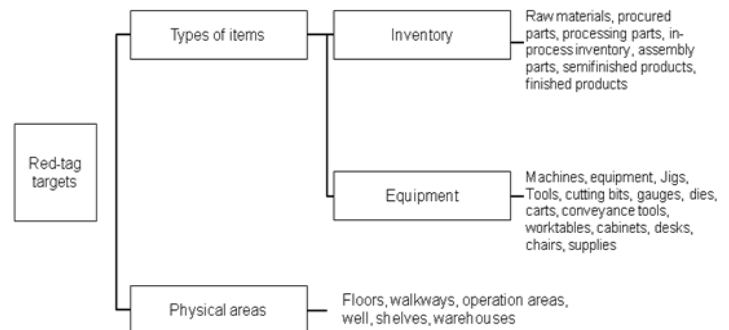 Types of items
Inventory
Raw materials, procured
parts, processing parts, in-
process inventory, assembly
parts, semifinished products,
finished products
Red-tag
targets
Equipment
Machines, equipment, Jigs,
Tools, cutting bits, gauges, dies,
carts, conveyance tools,
worktables, cabinets, desks,
chairs, supplies
Physical areas
Floors, walkways, operation areas,
well, shelves, warehouses